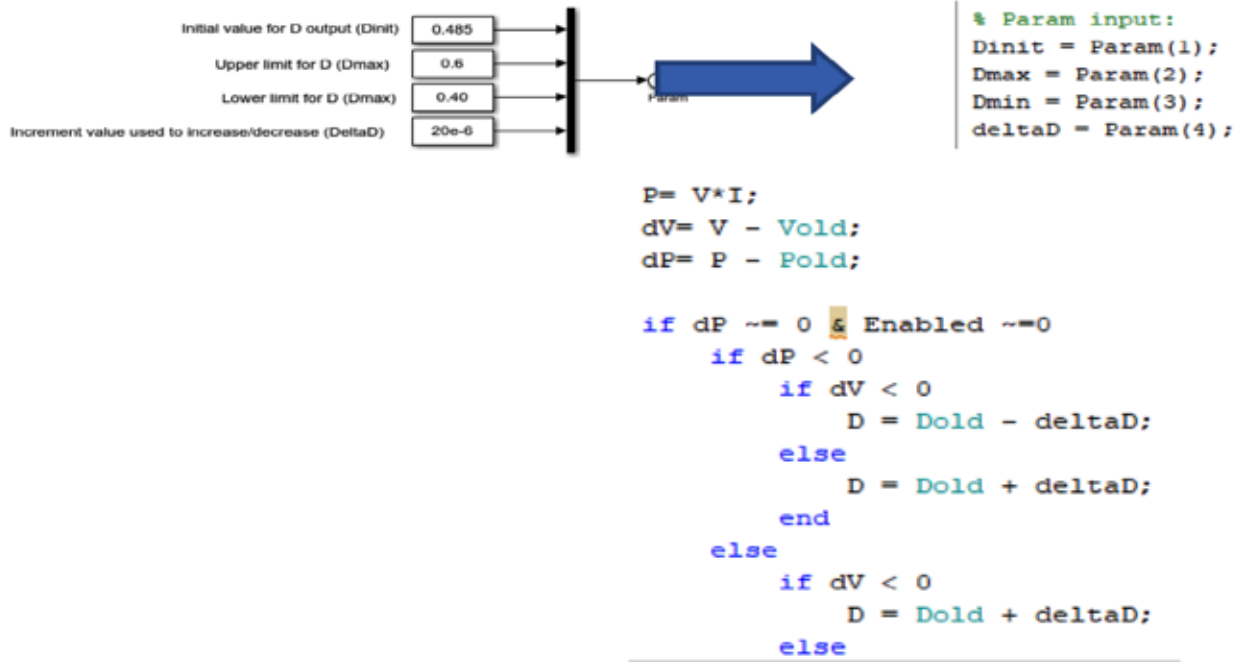 Initial value for D output (Dinit) 0.485
Upper limit for D (Dmax) 0.6
Lower limit for D (Dmax) 0.40
Increment value used to increase/decrease (DeltaD) 20e-6
Param
% Param input:
Dinit = Param(1);
Dmax = Param(2);
Dmin = Param(3);
deltaD = Param(4);
P= V*I;
dV= V - Vold;
dP= P - Pold;
if dP ~= 0 & Enabled ~=0
if dP < 0
if dV < 0
D = Dold - deltaD;
else
D = Dold + deltaD;
end
else
if dV < 0
D = Dold + deltaD;
else